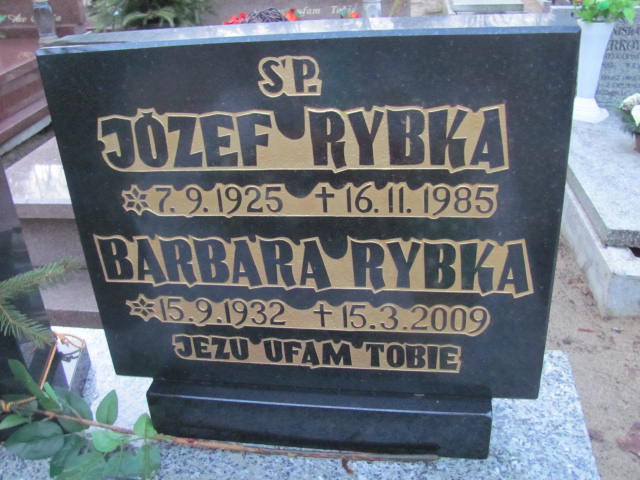 ŚP.
JÓZEF RYBKA
* 7. 9. 1925 ✝ 16. 11. 1985
BARBARA RYBKA
* 15. 9. 1932 ✝ 15. 3. 2009
JEZU UFAM TOBIE